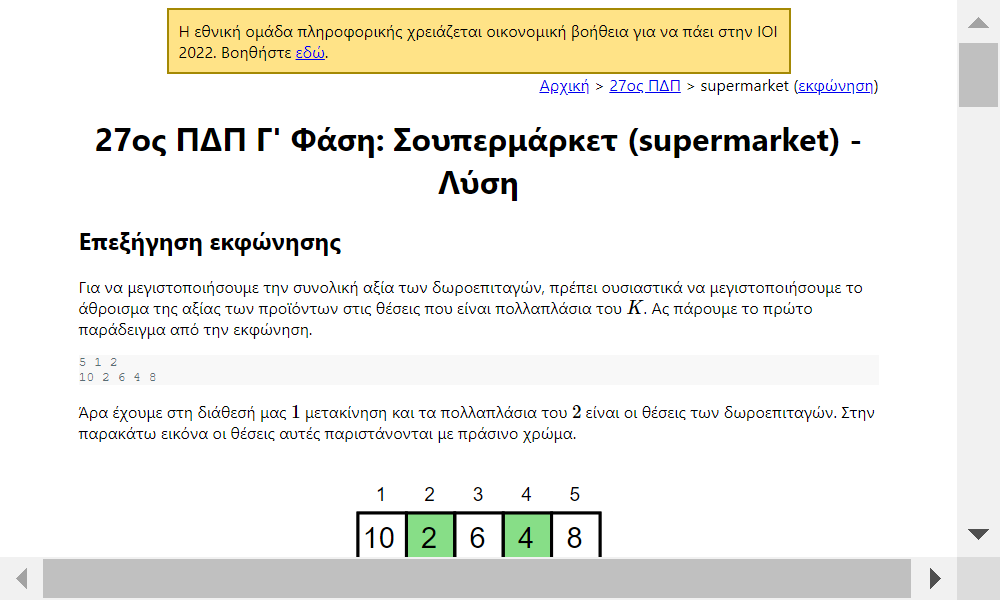 Η εθνική ομάδα πληροφορικής χρειάζεται οικονομική βοήθεια για να πάει στην ΙΟΙ
2022. Βοηθήστε εδώ.
Αρχική > 27ος ΠΔΠ > supermarket (εκφώνηση)
27ος ΠΔΠ Γ' Φάση: Σουπερμάρκετ (supermarket) -
Λύση
Επεξήγηση εκφώνησης
Για να μεγιστοποιήσουμε την συνολική αξία των δωροεπιταγών, πρέπει ουσιαστικά να μεγιστοποιήσουμε το
άθροισμα της αξίας των προϊόντων στις θέσεις που είναι πολλαπλάσια του K. Ας πάρουμε το πρώτο
παράδειγμα από την εκφώνηση.
5 1 2
10 2 6 4 8
Άρα έχουμε στη διάθεσή μας 1 μετακίνηση και τα πολλαπλάσια του 2 είναι οι θέσεις των δωροεπιταγών. Στην
παρακάτω εικόνα οι θέσεις αυτές παριστάνονται με πράσινο χρώμα.
1 2 3 4 5
10 2 6 4 8